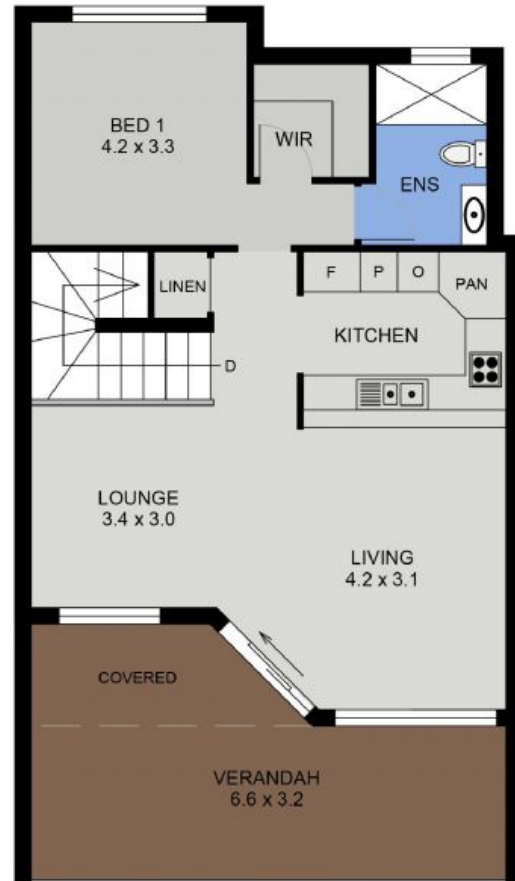 BED 1
4.2 x 3.3
WIR
ENS
LINEN
F P O
PAN
KITCHEN
D
LOUNGE
3.4 x 3.0
LIVING
4.2 x 3.1
COVERED
VERANDAH
6.6 x 3.2